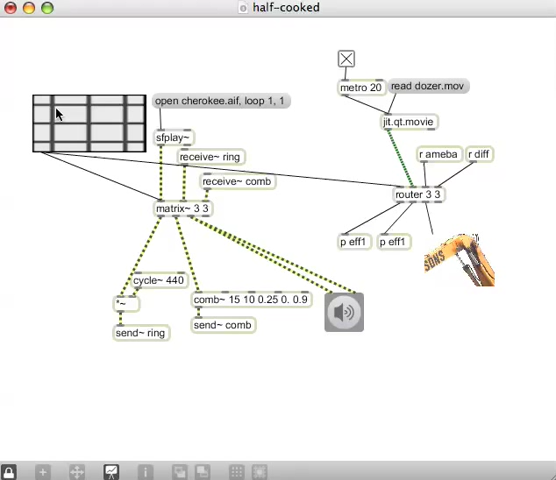 half-cooked
metro 20
read dozer.mov
open cherokee.aif, loop 1, 1
jit.qt.movie
sfplay~
receive~ ring
r ameba
r diff
receive~ comb
router 3 3
matrix~ 3 3
p eff1
p eff1
SONS
cycle~ 440
*~
comb~ 15 10 0.25 0. 0.9
send~ ring
send~ comb
i